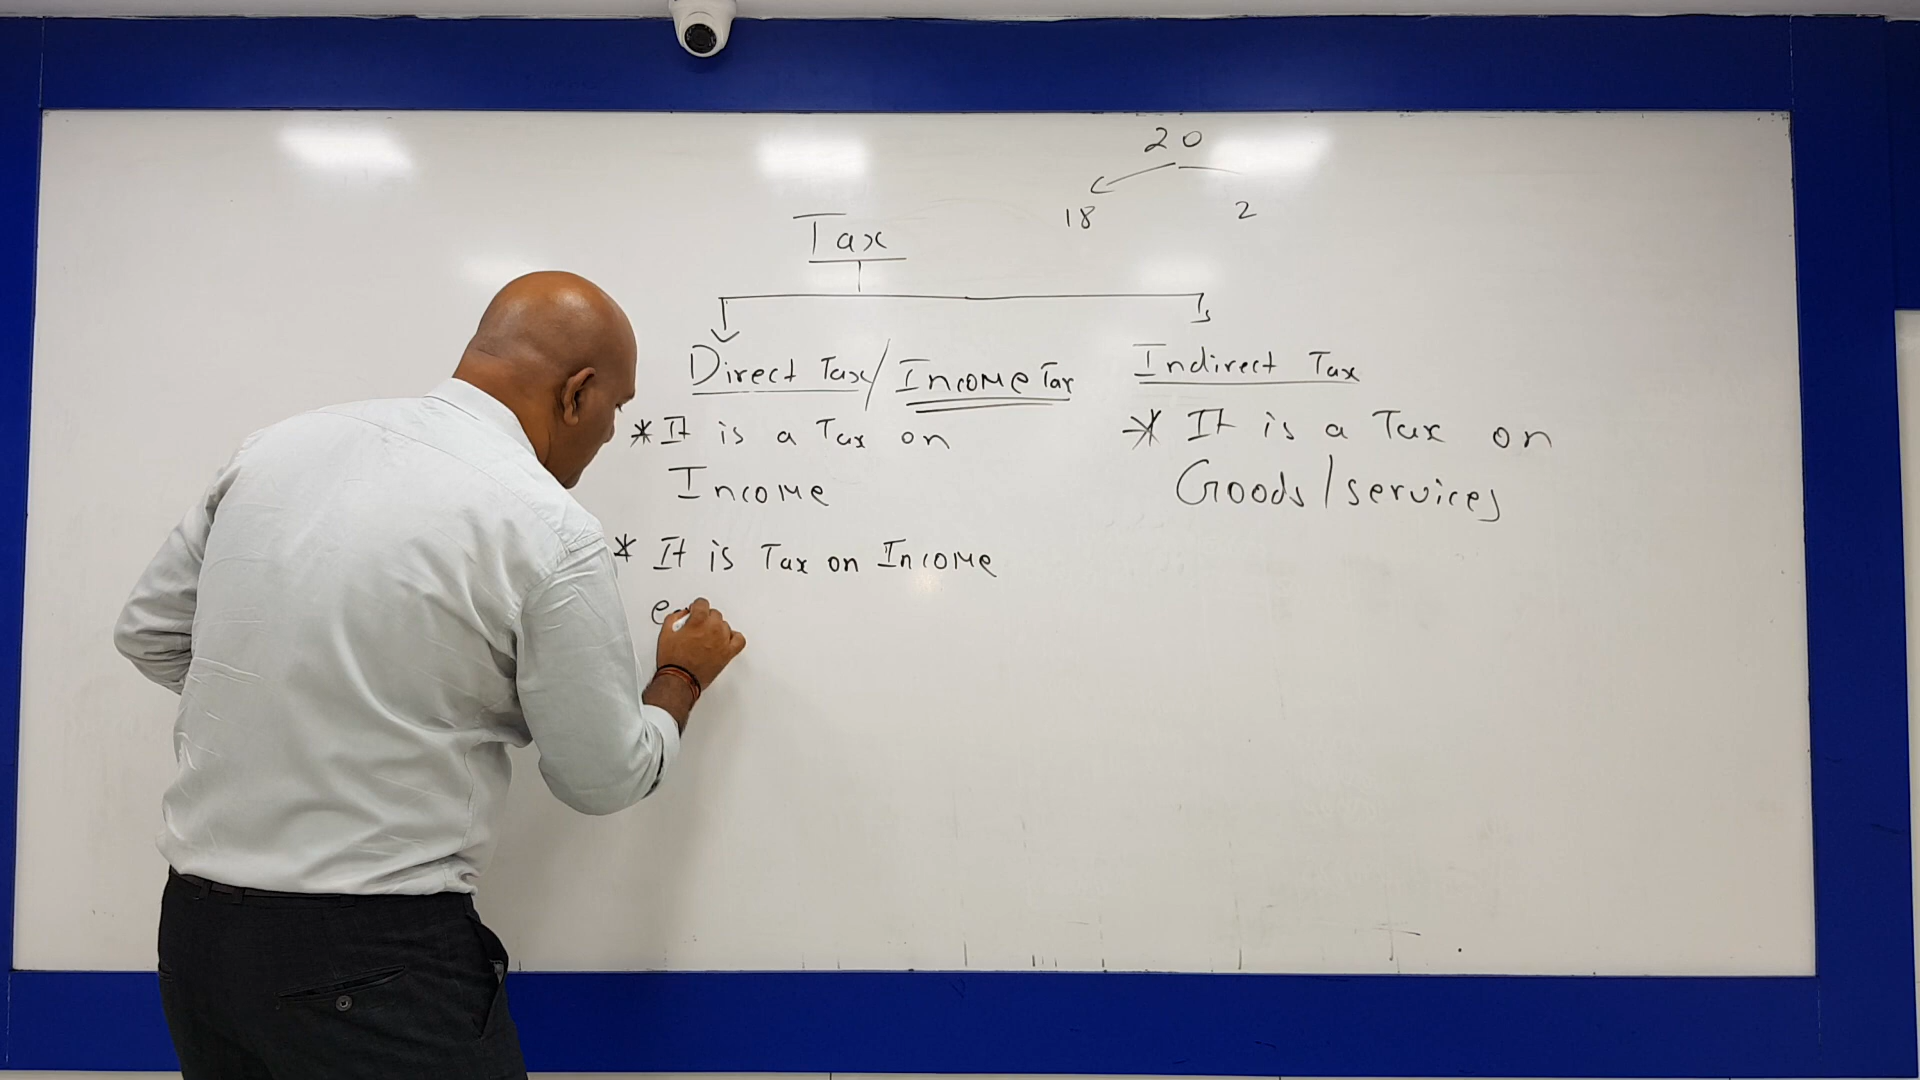 20
18 2
Tax
Direct Tax/Income Tax
* It is a Tax on
Income
* It is Tax on Income
Indirect Tax
* It is a Tax on
Goods/services